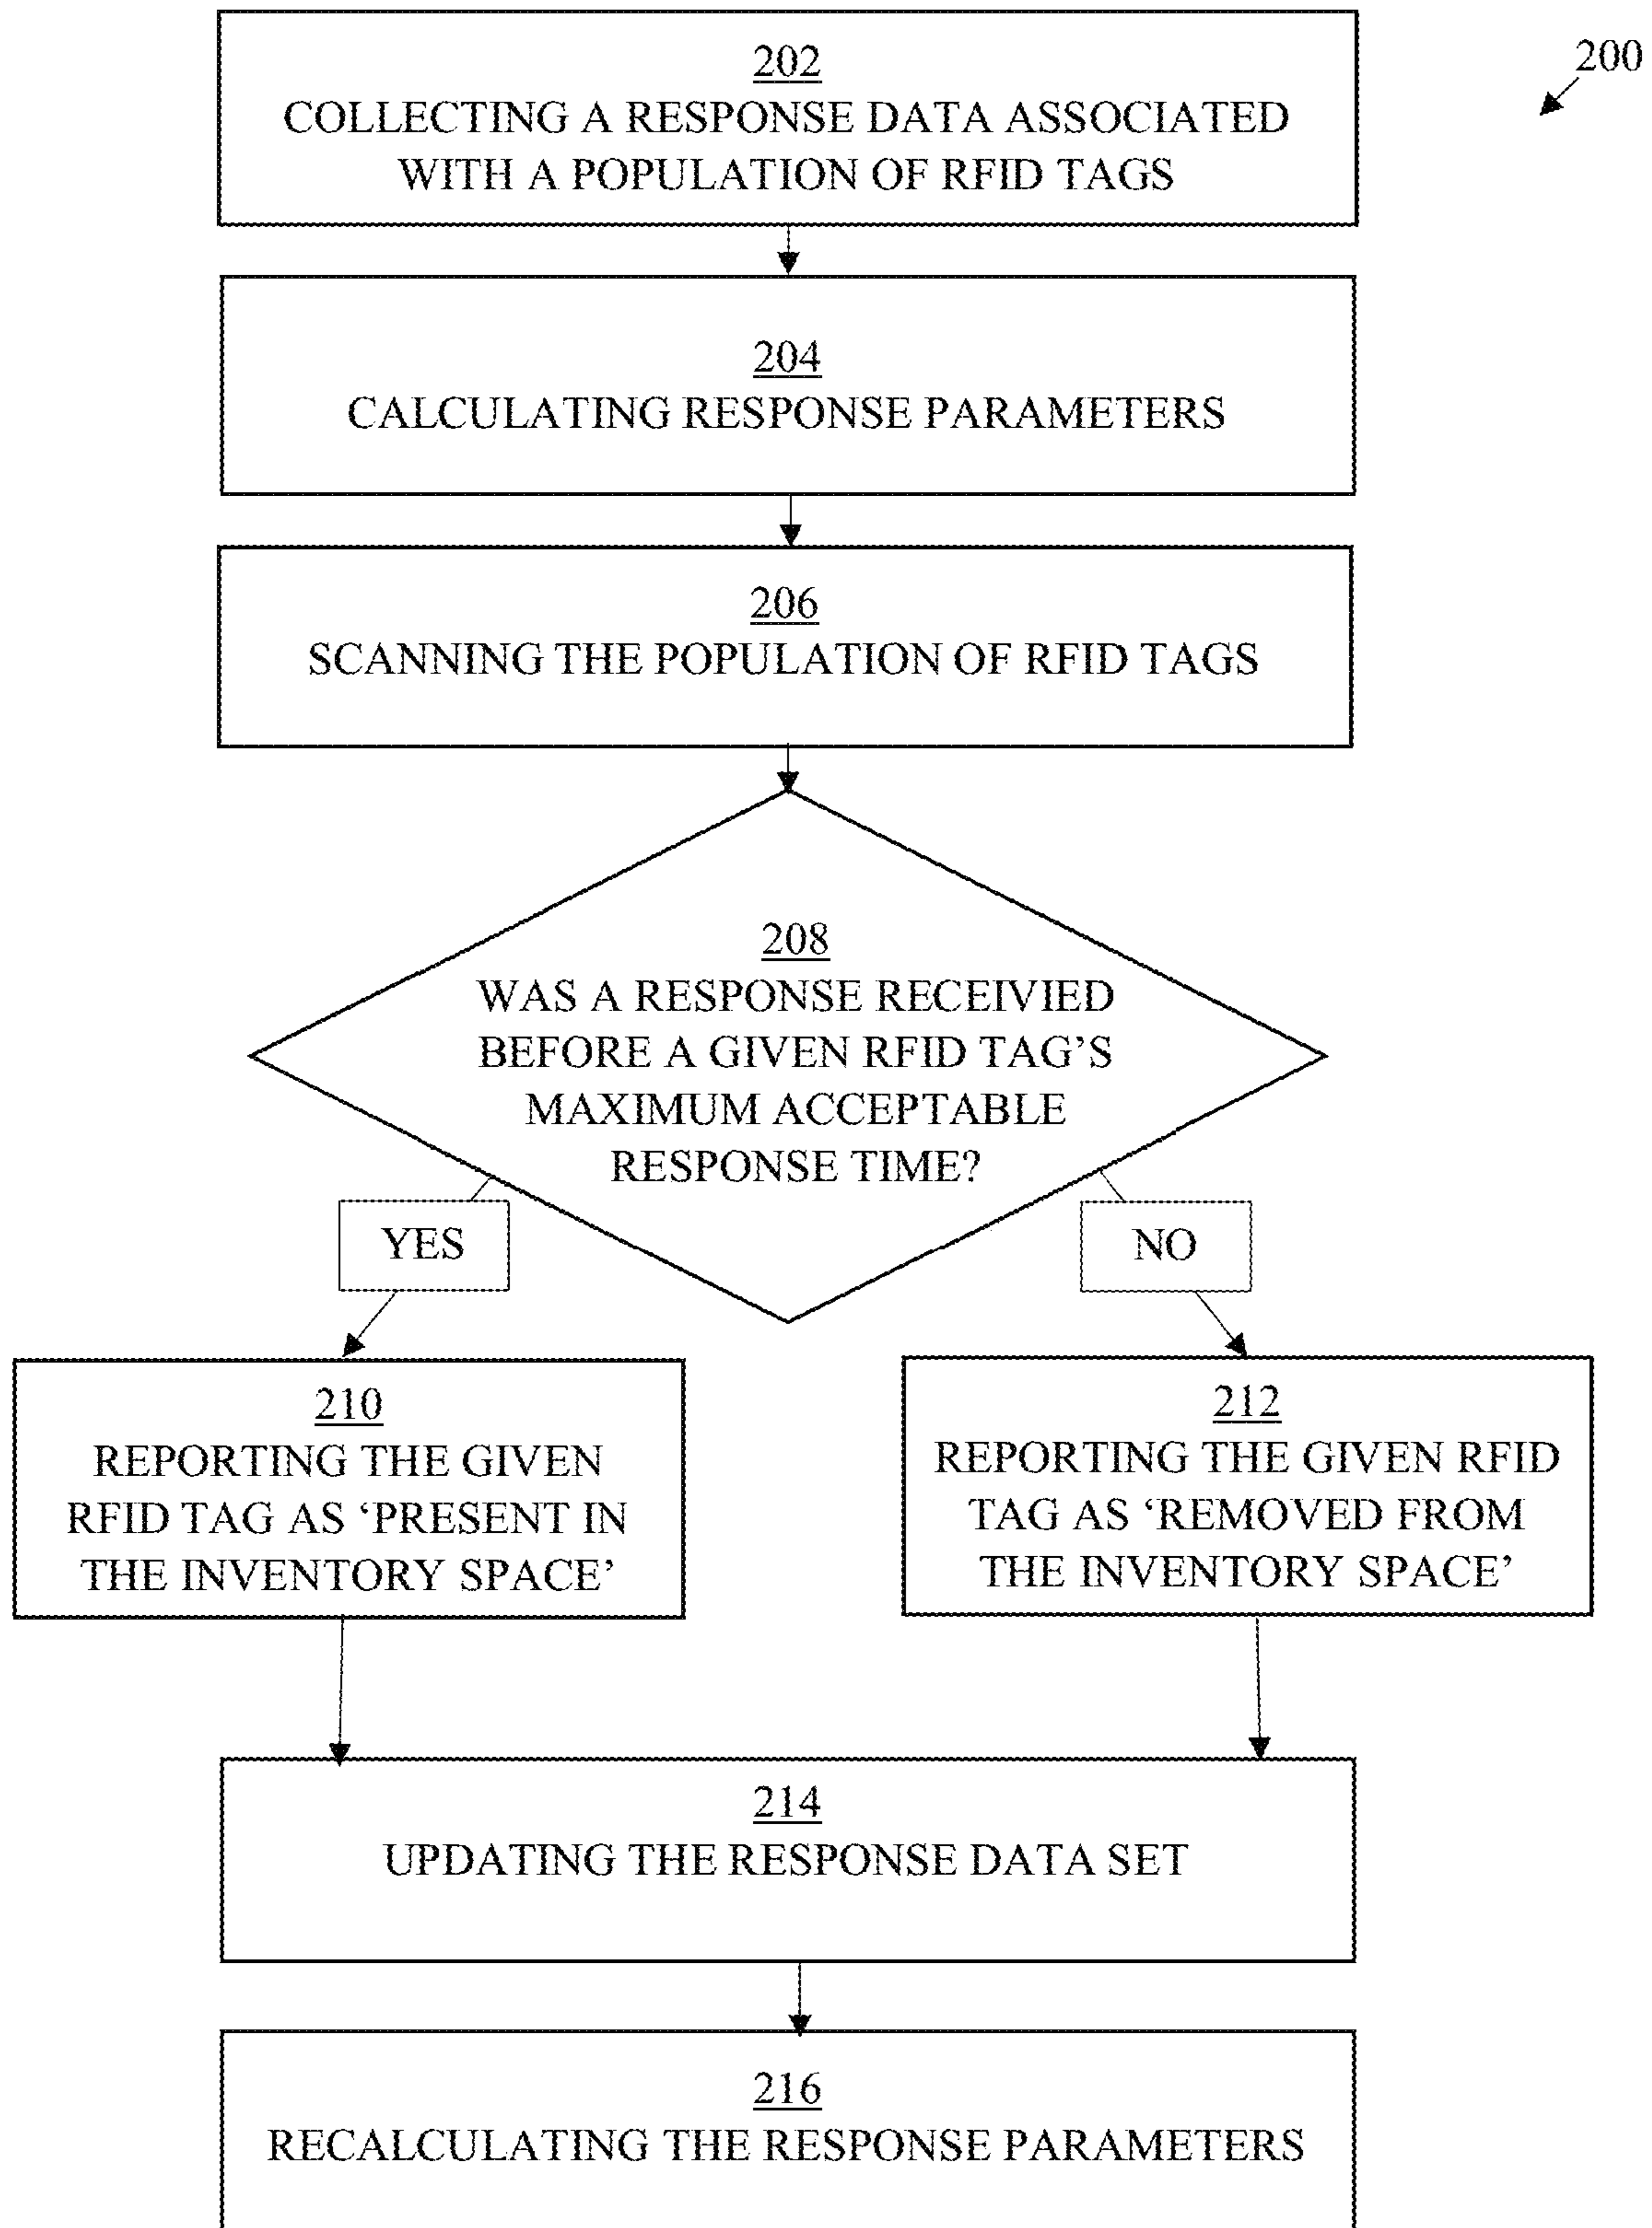 200
202
COLLECTING A RESPONSE DATA ASSOCIATED
WITH A POPULATION OF RFID TAGS
204
CALCULATING RESPONSE PARAMETERS
206
SCANNING THE POPULATION OF RFID TAGS
208
WAS A RESPONSE RECEIVIED
BEFORE A GIVEN RFID TAG’S
MAXIMUM ACCEPTABLE
RESPONSE TIME?
YES
NO
210
REPORTING THE GIVEN
RFID TAG AS ‘PRESENT IN
THE INVENTORY SPACE’
212
REPORTING THE GIVEN RFID
TAG AS ‘REMOVED FROM
THE INVENTORY SPACE’
214
UPDATING THE RESPONSE DATA SET
216
RECALCULATING THE RESPONSE PARAMETERS